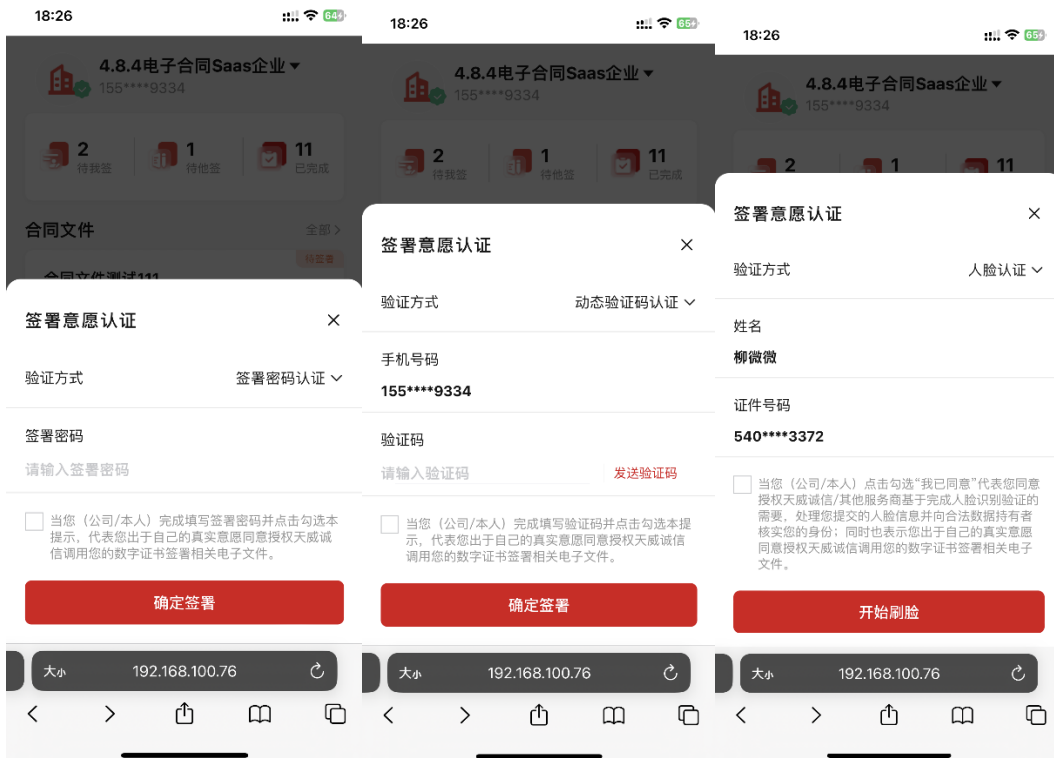 18:26
64
4.8.4电子合同Saas企业
155****9334
2
待我签
1
待他签
11
已完成
合同文件
全部
待签署
合同文件测试111
签署意愿认证
验证方式
签署密码认证
签署密码
请输入签署密码
当您（公司/本人）完成填写签署密码并点击勾选本
提示，代表您出于自己的真实意愿同意授权天威诚
信调用您的数字证书签署相关电子文件。
确定签署
大小
192.168.100.76
18:26
65
4.8.4电子合同Saas企业
155****9334
2
待我签
1
待他签
11
已完成
签署意愿认证
验证方式
动态验证码认证
手机号码
155****9334
验证码
请输入验证码
发送验证码
当您（公司/本人）完成填写验证码并点击勾选本提
示，代表您出于自己的真实意愿同意授权天威诚信
调用您的数字证书签署相关电子文件。
确定签署
大小
192.168.100.76
18:26
65
4.8.4电子合同Saas企业
155****9334
2
1
11
签署意愿认证
验证方式
人脸认证
姓名
柳微微
证件号码
540****3372
当您（公司/本人）点击勾选“我已同意”代表您同意
授权天威诚信/其他服务商基于完成人脸识别验证的
需要，处理您提交的人脸信息并向合法数据持有者
核实您的身份；同时也表示您出于自己的真实意愿
同意授权天威诚信调用您的数字证书签署相关电子
文件。
开始刷脸
大小
192.168.100.76